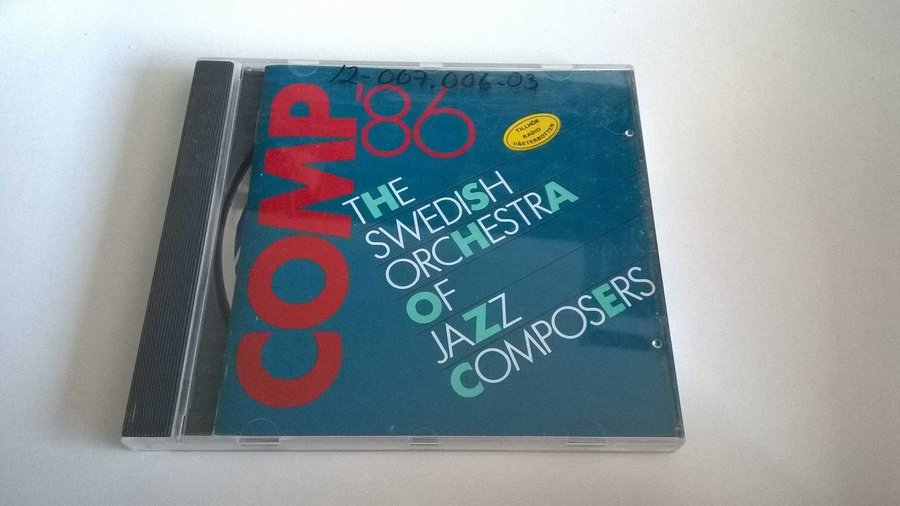 12-007.006-03
COMP
'86
TILLHÖR
RADIO
VÄSTERBOTTEN
THE
SWEDISH
ORCHESTRA
OF
JAZZ
COMPOSERS